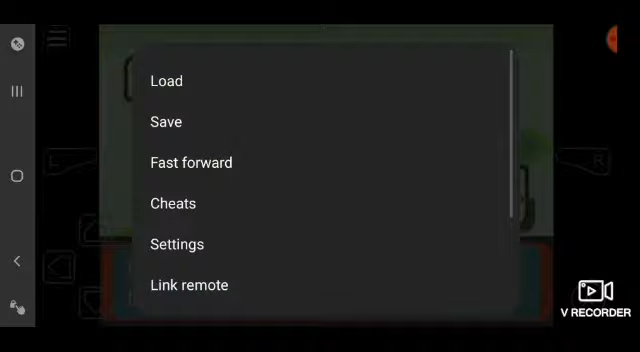 Load
Save
Fast forward
Cheats
Settings
Link remote
L
R
V RECORDER